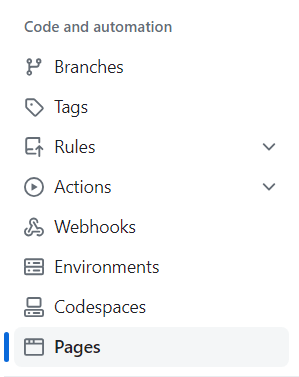 Code and automation
Branches
Tags
Rules
Actions
Webhooks
Environments
Codespaces
Pages